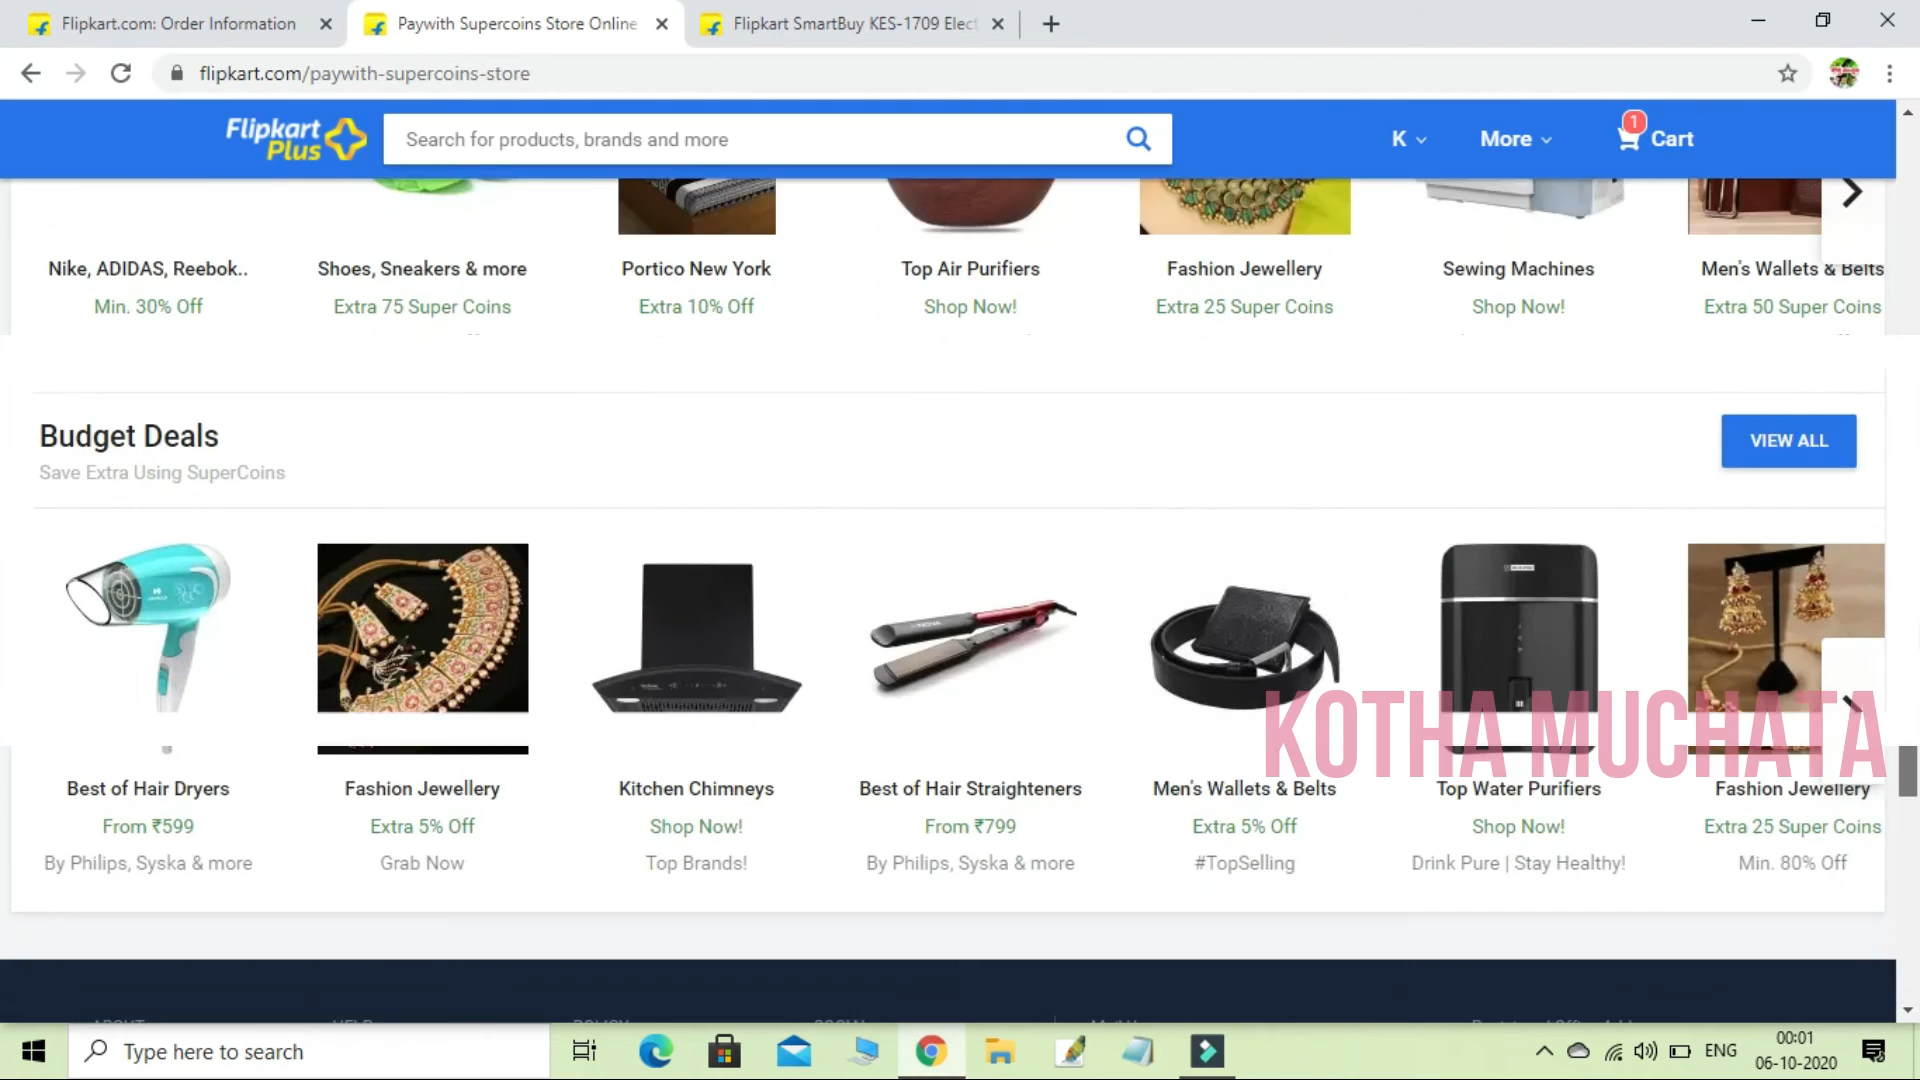 Flipkart.com: Order Information
Paywith Supercoins Store Online
Flipkart SmartBuy KES-1709 Elect
flipkart.com/paywith-supercoins-store
Flipkart
Plus
Search for products, brands and more
K
More
1
Cart
Nike, ADIDAS, Reebok..
Shoes, Sneakers & more
Portico New York
Top Air Purifiers
Fashion Jewellery
Sewing Machines
Men's Wallets & Belts
Min. 30% Off
Extra 75 Super Coins
Extra 10% Off
Shop Now!
Extra 25 Super Coins
Shop Now!
Extra 50 Super Coins
Budget Deals
VIEW ALL
Save Extra Using SuperCoins
NOVA
KOTHA MUCHATA
Best of Hair Dryers
Fashion Jewellery
Kitchen Chimneys
Best of Hair Straighteners
Men's Wallets & Belts
Top Water Purifiers
Fashion Jewellery
From ₹599
Extra 5% Off
Shop Now!
From ₹799
Extra 5% Off
Shop Now!
Extra 25 Super Coins
By Philips, Syska & more
Grab Now
Top Brands!
By Philips, Syska & more
#TopSelling
Drink Pure | Stay Healthy!
Min. 80% Off
Type here to search
ENG
00:01
06-10-2020